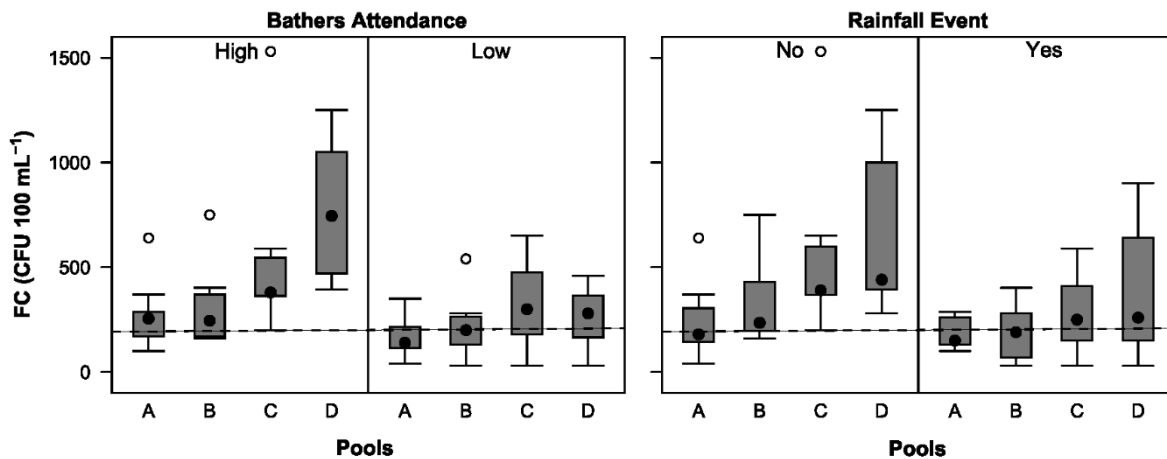 Bathers Attendance
Rainfall Event
High
Low
No
Yes
1500
1000
500
0
FC (CFU 100 mL⁻¹)
A B C D A B C D
A B C D A B C D
Pools
Pools